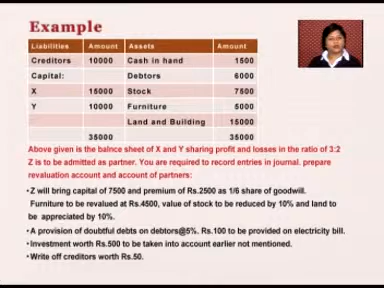 Example
Liabilities Amount Assets Amount
Creditors 10000 Cash in hand 1500
Capital: Debtors 6000
X 15000 Stock 7500
Y 10000 Furniture 5000
Land and Building 15000
35000 35000
Above given is the balnce sheet of X and Y sharing profit and losses in the ratio of 3:2
Z is to be admitted as partner. You are required to record entries in journal. prepare
revaluation account and account of partners:
•Z will bring capital of 7500 and premium of Rs.2500 as 1/6 share of goodwill.
Furniture to be revalued at Rs.4500, value of stock to be reduced by 10% and land to
be appreciated by 10%.
•A provision of doubtful debts on debtors@5%. Rs.100 to be provided on electricity bill.
•Investment worth Rs.500 to be taken into account earlier not mentioned.
•Write off creditors worth Rs.50.